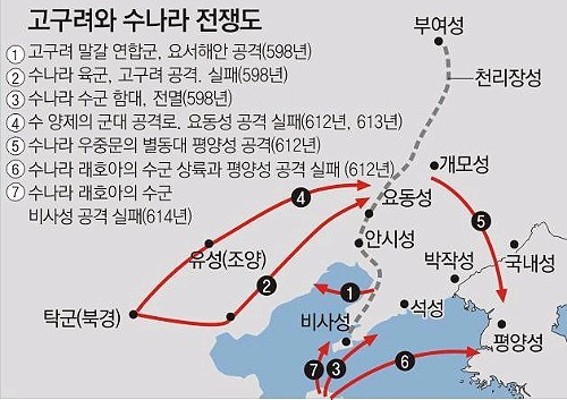 고구려와 수나라 전쟁도
① 고구려 말갈 연합군, 요서해안 공격(598년)
② 수나라 육군, 고구려 공격. 실패(598년)
③ 수나라 수군 함대, 전멸(598년)
④ 수 양제의 군대 공격로, 요동성 공격 실패(612년, 613년)
⑤ 수나라 우중문의 별동대 평양성 공격(612년)
⑥ 수나라 래호아의 수군 상륙과 평양성 공격 실패 (612년)
⑦ 수나라 래호아의 수군
비사성 공격 실패(614년)
부여성
천리장성
개모성
④
요동성
⑤
안시성
유성(조양)
국내성
박작성
②
①
석성
탁군(북경)
비사성
평양성
⑦
③
⑥